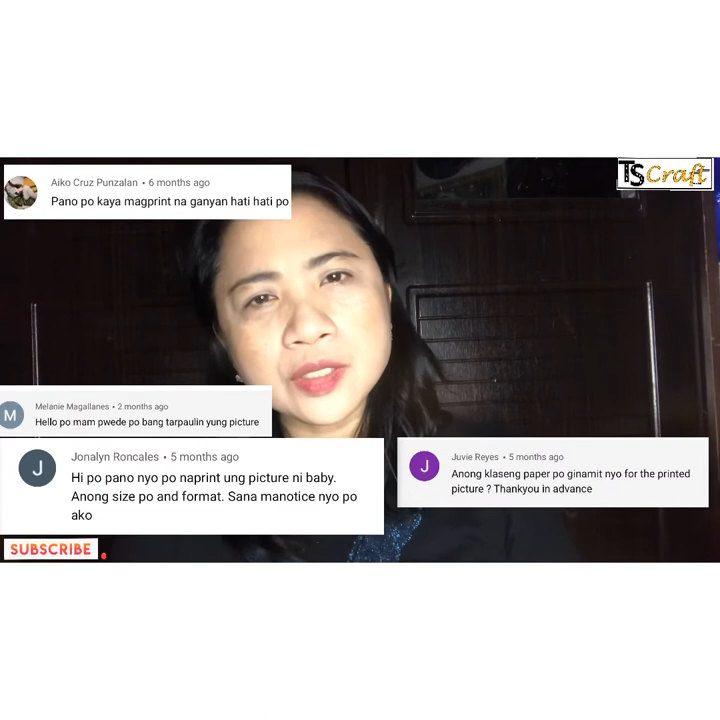 TS Craft
Aiko Cruz Punzalan • 6 months ago
Pano po kaya magprint na ganyan hati hati po
M
Melanie Magallanes • 2 months ago
Hello po mam pwede po bang tarpaulin yung picture
J
Jonalyn Roncales • 5 months ago
Hi po pano nyo po naprint ung picture ni baby.
Anong size po and format. Sana manotice nyo po
ako
J
Juvie Reyes • 5 months ago
Anong klaseng paper po ginamit nyo for the printed
picture ? Thankyou in advance
SUBSCRIBE